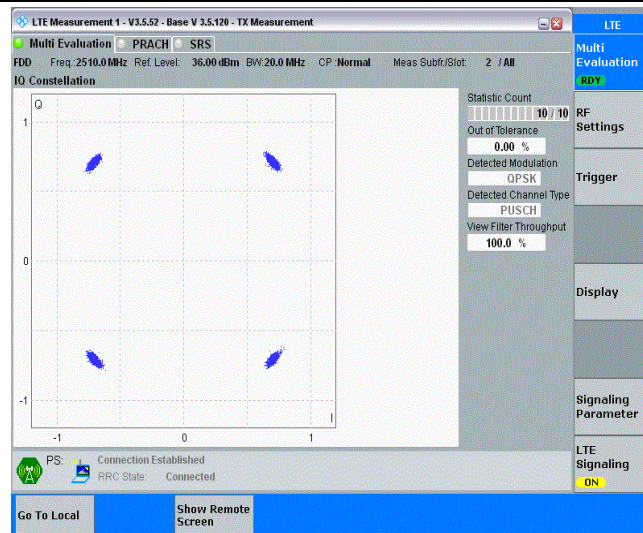 LTE Measurement 1 - V3.5.52 - Base V 3.5.120 - TX Measurement
LTE
Multi Evaluation PRACH SRS
FDD Freq.:2510.0 MHz Ref. Level: 36.00 dBm BW:20.0 MHz CP :Normal Meas Subfr./Slot: 2 / All
IQ Constellation
Multi
Evaluation
RDY
Q
1
0
-1
I
-1 0 1
Statistic Count
10 / 10
Out of Tolerance
0.00 %
Detected Modulation
QPSK
Detected Channel Type
PUSCH
View Filter Throughput
100.0 %
RF
Settings
Trigger
Display
Signaling
Parameter
LTE
Signaling
ON
PS: Connection Established
RRC State: Connected
Go To Local
Show Remote
Screen